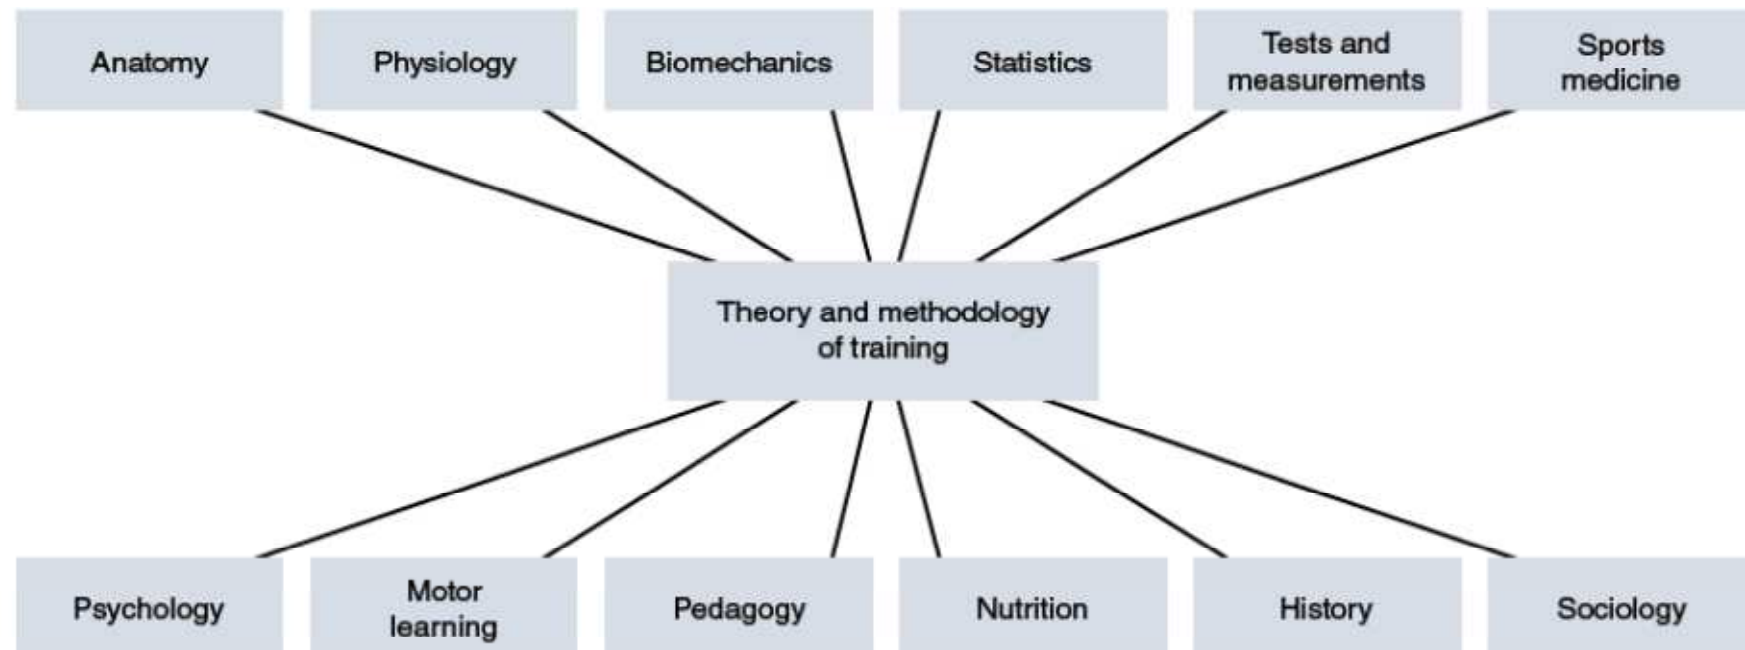 Anatomy
Physiology
Biomechanics
Statistics
Tests and
measurements
Sports
medicine
Theory and methodology
of training
Psychology
Motor
learning
Pedagogy
Nutrition
History
Sociology